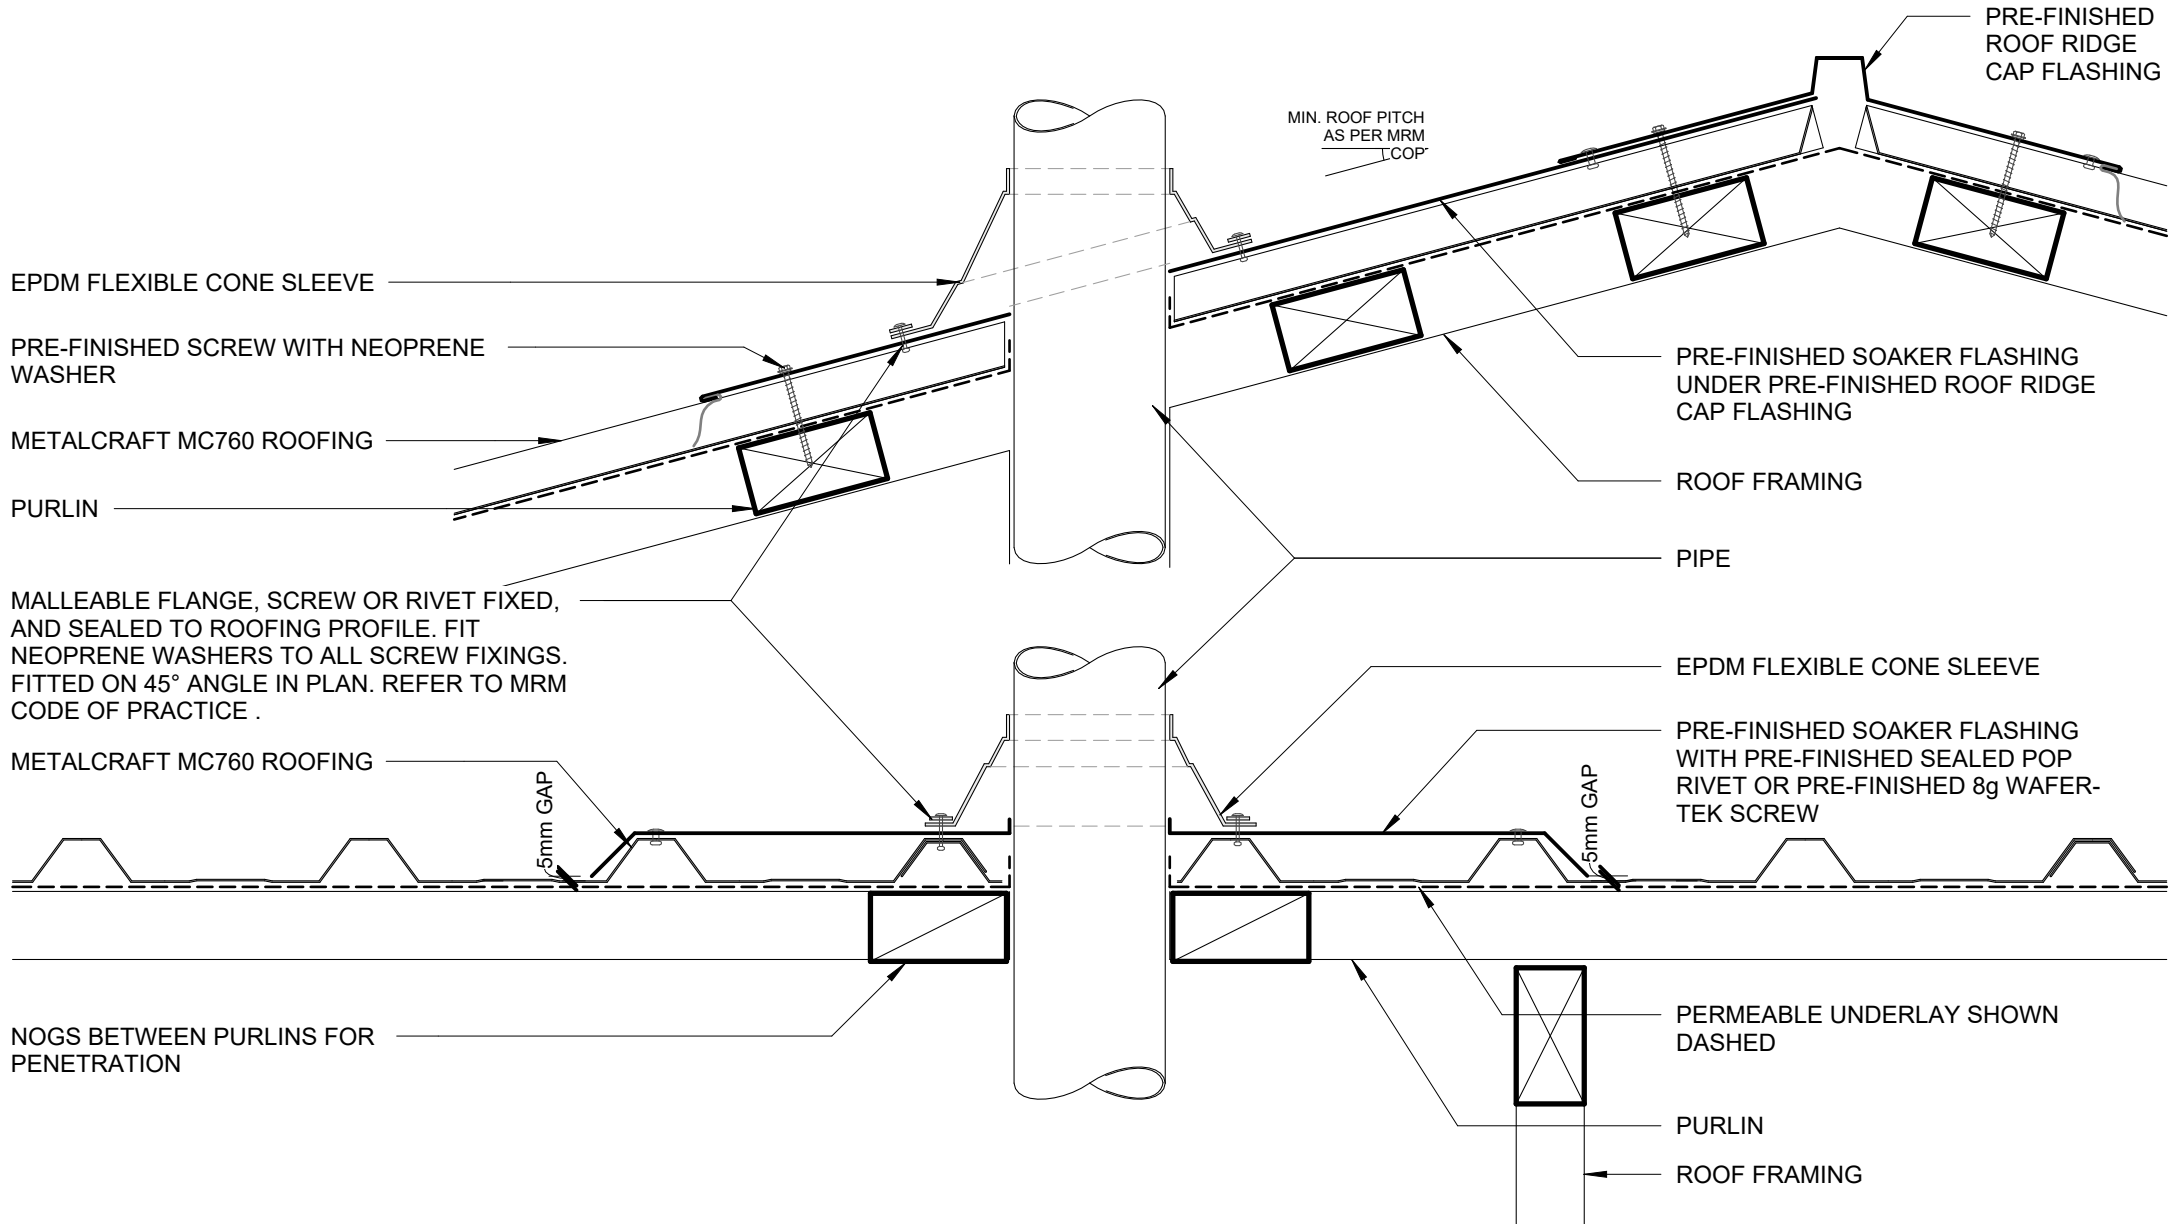 PRE-FINISHED
ROOF RIDGE
CAP FLASHING
MIN. ROOF PITCH
AS PER MRM
COP
EPDM FLEXIBLE CONE SLEEVE
PRE-FINISHED SCREW WITH NEOPRENE
WASHER
METALCRAFT MC760 ROOFING
PURLIN
MALLEABLE FLANGE, SCREW OR RIVET FIXED,
AND SEALED TO ROOFING PROFILE. FIT
NEOPRENE WASHERS TO ALL SCREW FIXINGS.
FITTED ON 45° ANGLE IN PLAN. REFER TO MRM
CODE OF PRACTICE .
METALCRAFT MC760 ROOFING
5mm GAP
NOGS BETWEEN PURLINS FOR
PENETRATION
PRE-FINISHED SOAKER FLASHING
UNDER PRE-FINISHED ROOF RIDGE
CAP FLASHING
ROOF FRAMING
PIPE
EPDM FLEXIBLE CONE SLEEVE
PRE-FINISHED SOAKER FLASHING
WITH PRE-FINISHED SEALED POP
RIVET OR PRE-FINISHED 8g WAFER-
TEK SCREW
5mm GAP
PERMEABLE UNDERLAY SHOWN
DASHED
PURLIN
ROOF FRAMING